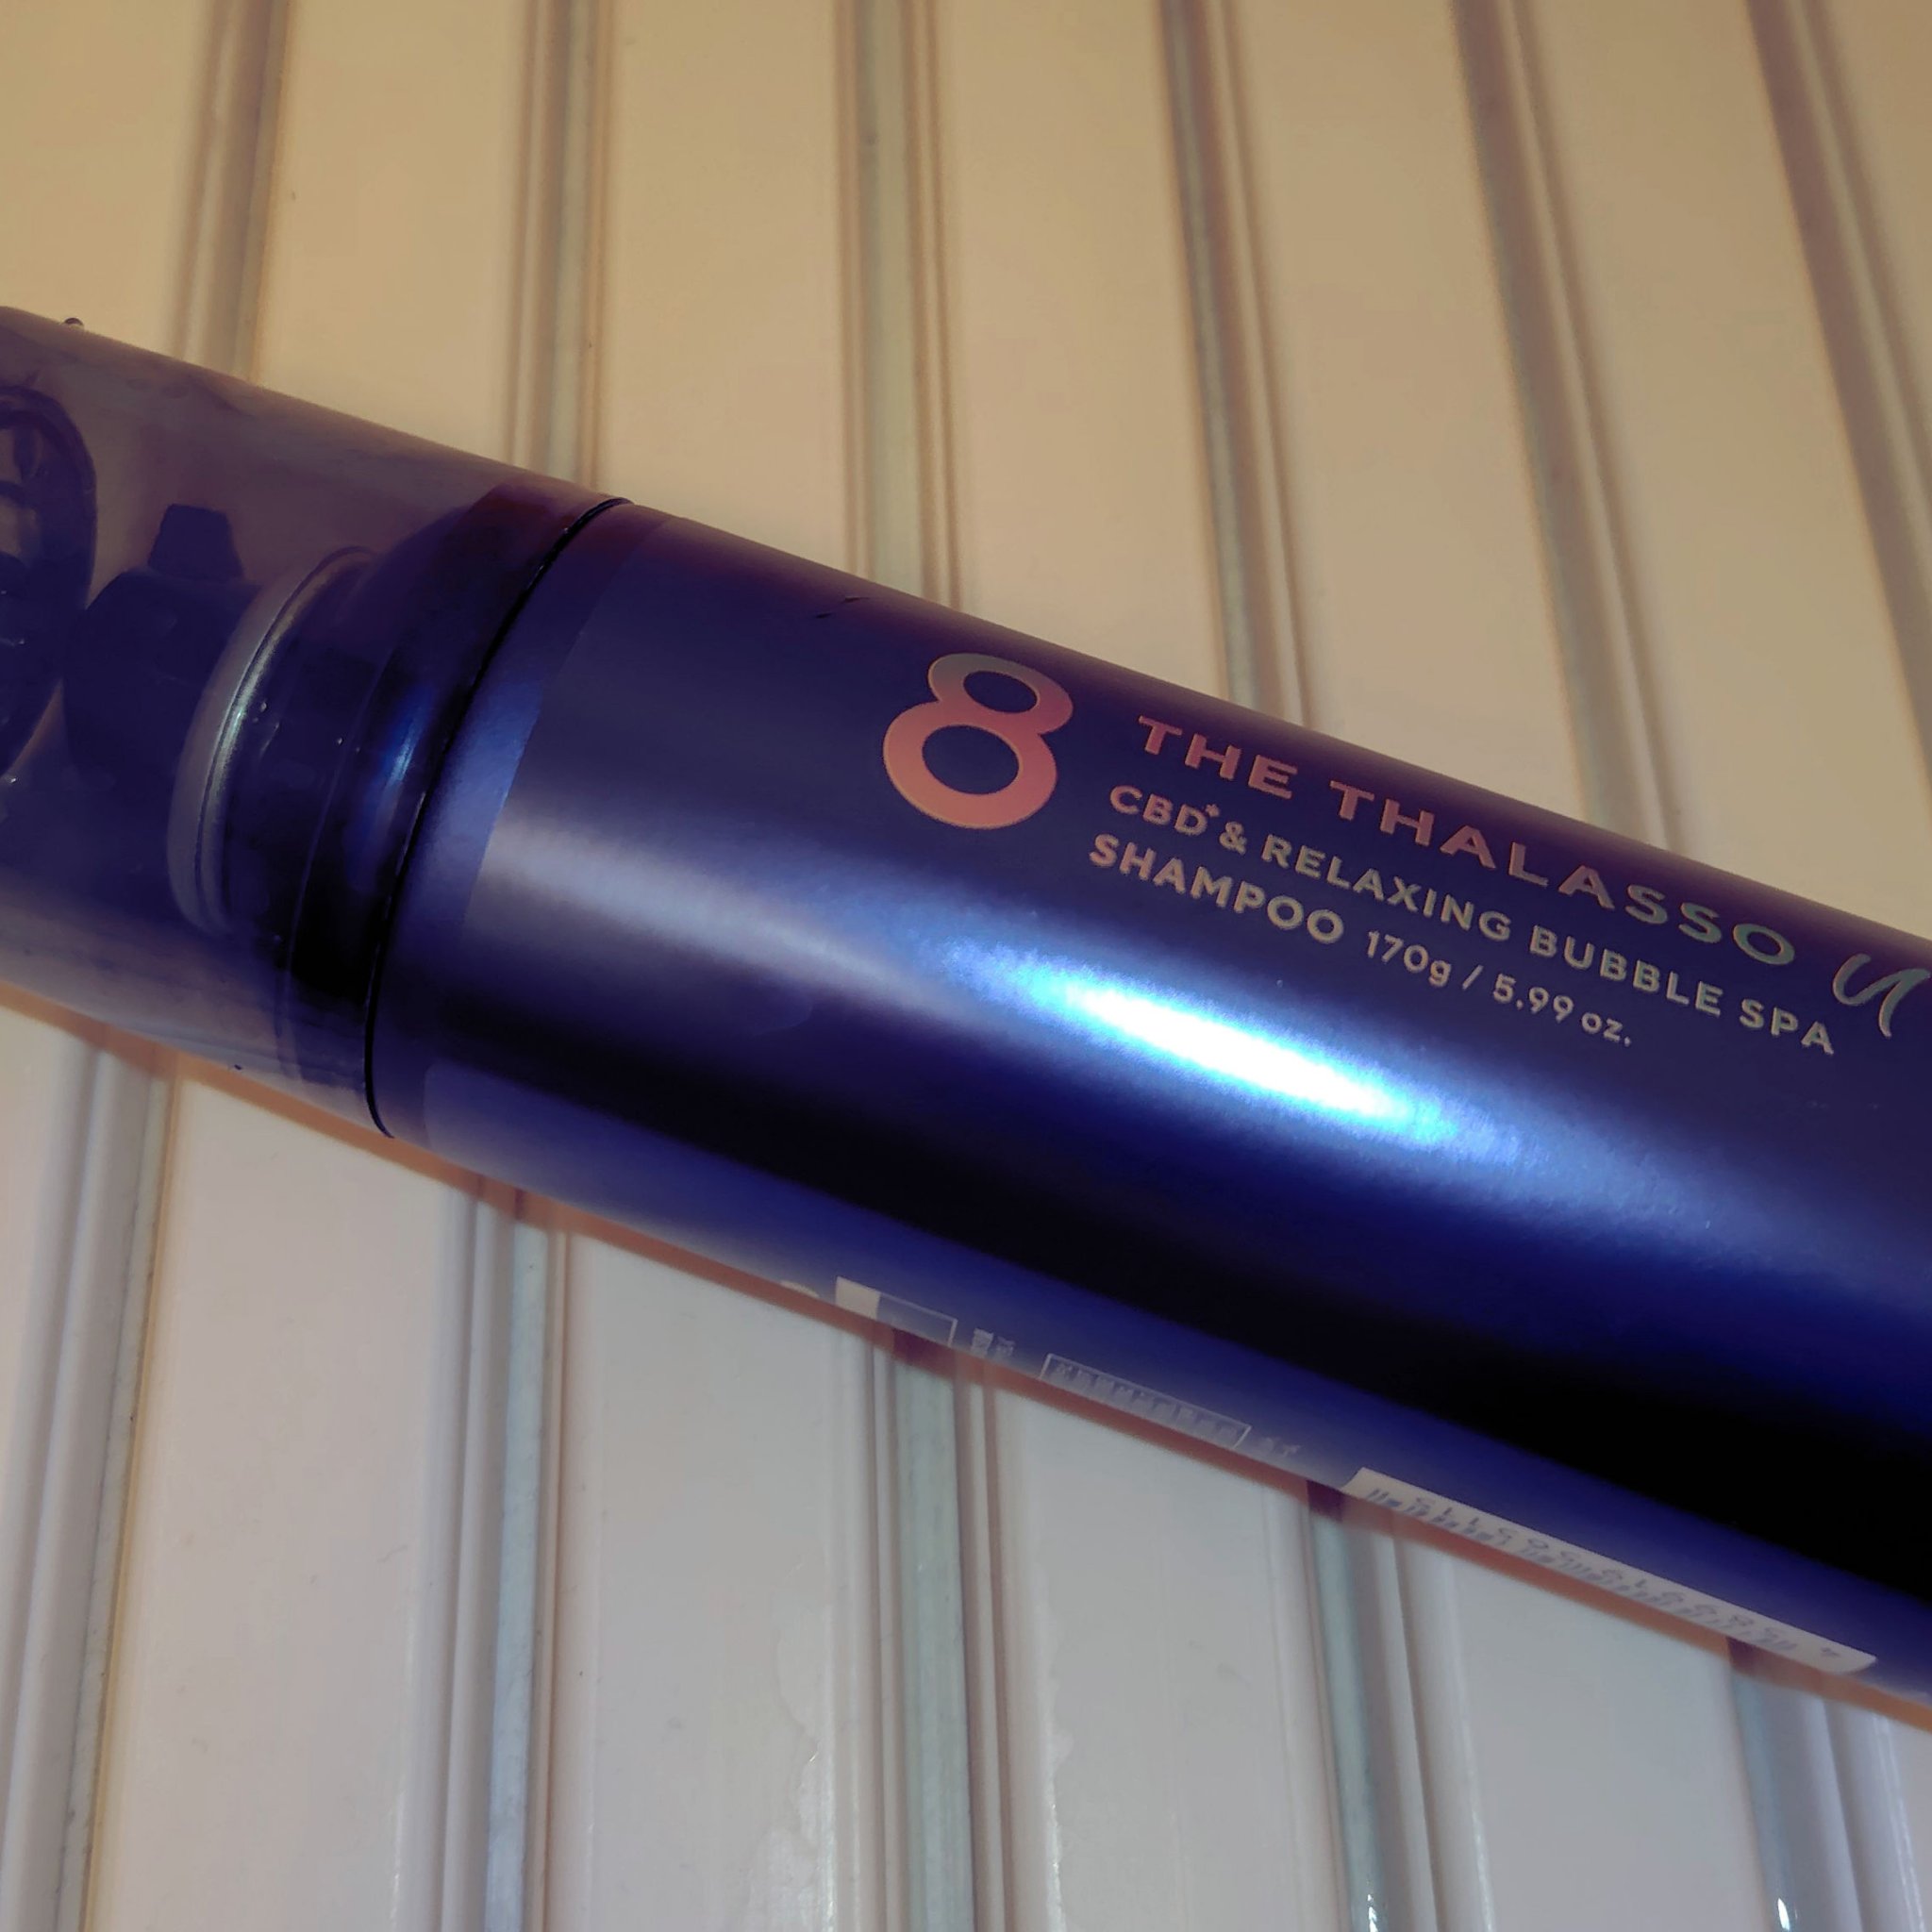 8 THE THALASSO u
CBD* & RELAXING BUBBLE SPA
SHAMPOO 170g / 5.99 oz.